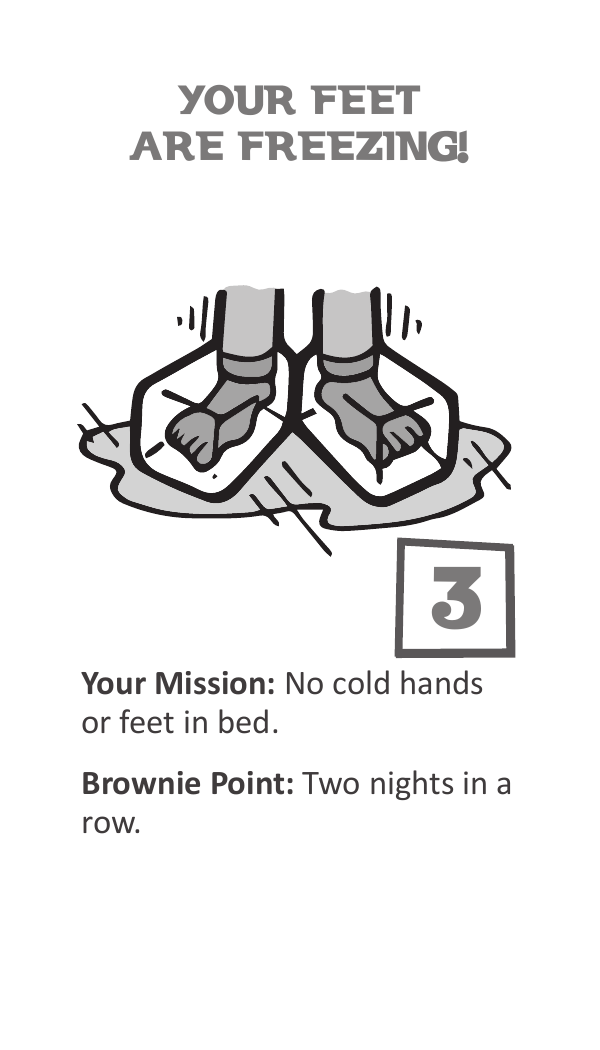 YOUR FEET
ARE FREEZING!
3
Your Mission: No cold hands
or feet in bed.
Brownie Point: Two nights in a
row.